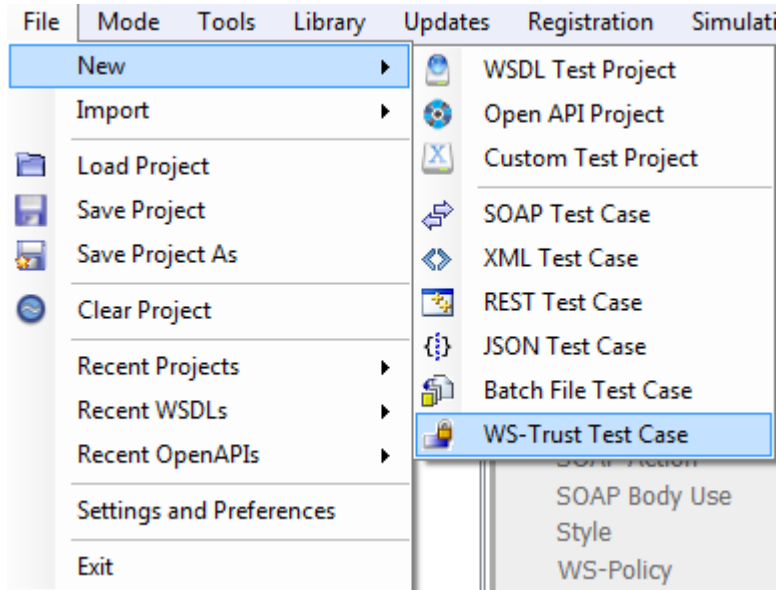 File Mode Tools Library Updates Registration Simulati
New
Import
Load Project
Save Project
Save Project As
Clear Project
Recent Projects
Recent WSDLs
Recent OpenAPIs
Settings and Preferences
Exit
WSDL Test Project
Open API Project
Custom Test Project
SOAP Test Case
XML Test Case
REST Test Case
JSON Test Case
Batch File Test Case
WS-Trust Test Case
SOAP Action
SOAP Body Use
Style
WS-Policy